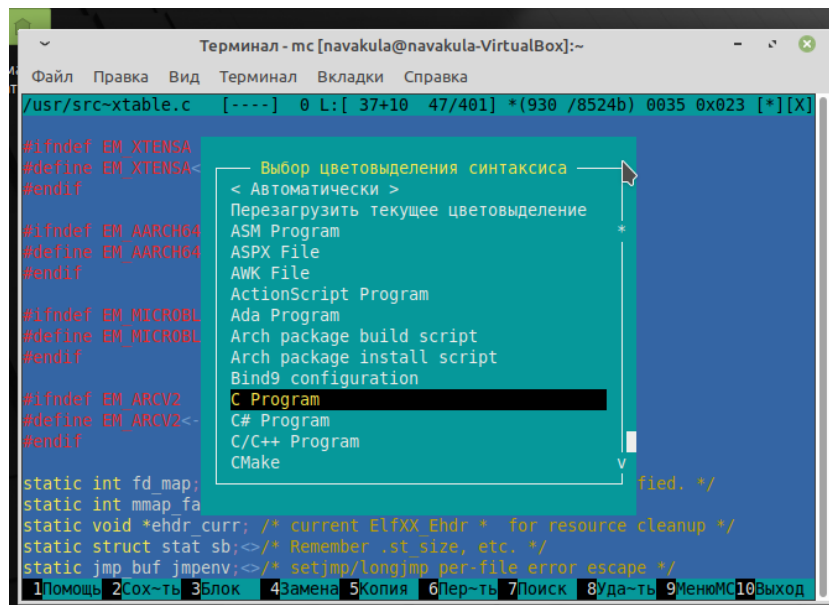 Терминал - mc [navakula@navakula-VirtualBox]:~
Файл Правка Вид Терминал Вкладки Справка
/usr/src~xtable.c [----] 0 L:[ 37+10 47/401] *(930 /8524b) 0035 0x023 [*][X]
#ifndef EM_XTENSA
#define EM_XTENSA<
#endif
#ifndef EM_AARCH64
#define EM_AARCH64
#endif
#ifndef EM_MICROBL
#define EM_MICROBL
#endif
#ifndef EM_ARCV2
#define EM_ARCV2<-
#endif
Выбор цветовыделения синтаксиса
< Автоматически >
Перезагрузить текущее цветовыделение
ASM Program
ASPX File
AWK File
ActionScript Program
Ada Program
Arch package build script
Arch package install script
Bind9 configuration
C Program
C# Program
C/C++ Program
CMake
static int fd_map; fied. */
static int mmap_fa
static void *ehdr_curr; /* current ElfXX_Ehdr * for resource cleanup */
static struct stat sb;<>/* Remember .st_size, etc. */
static jmp_buf jmpenv;<>/* setjmp/longjmp per-file error escape */
1Помощь 2Сох~ть 3Блок 4Замена 5Копия 6Пер~ть 7Поиск 8Уда~ть 9МенюMC10Выход